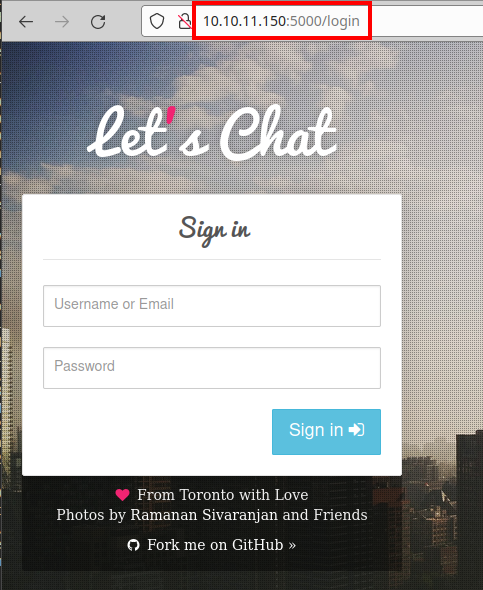 10.10.11.150:5000/login
Let's Chat
Sign in
Username or Email
Password
Sign in
From Toronto with Love
Photos by Ramanan Sivaranjan and Friends
Fork me on GitHub »